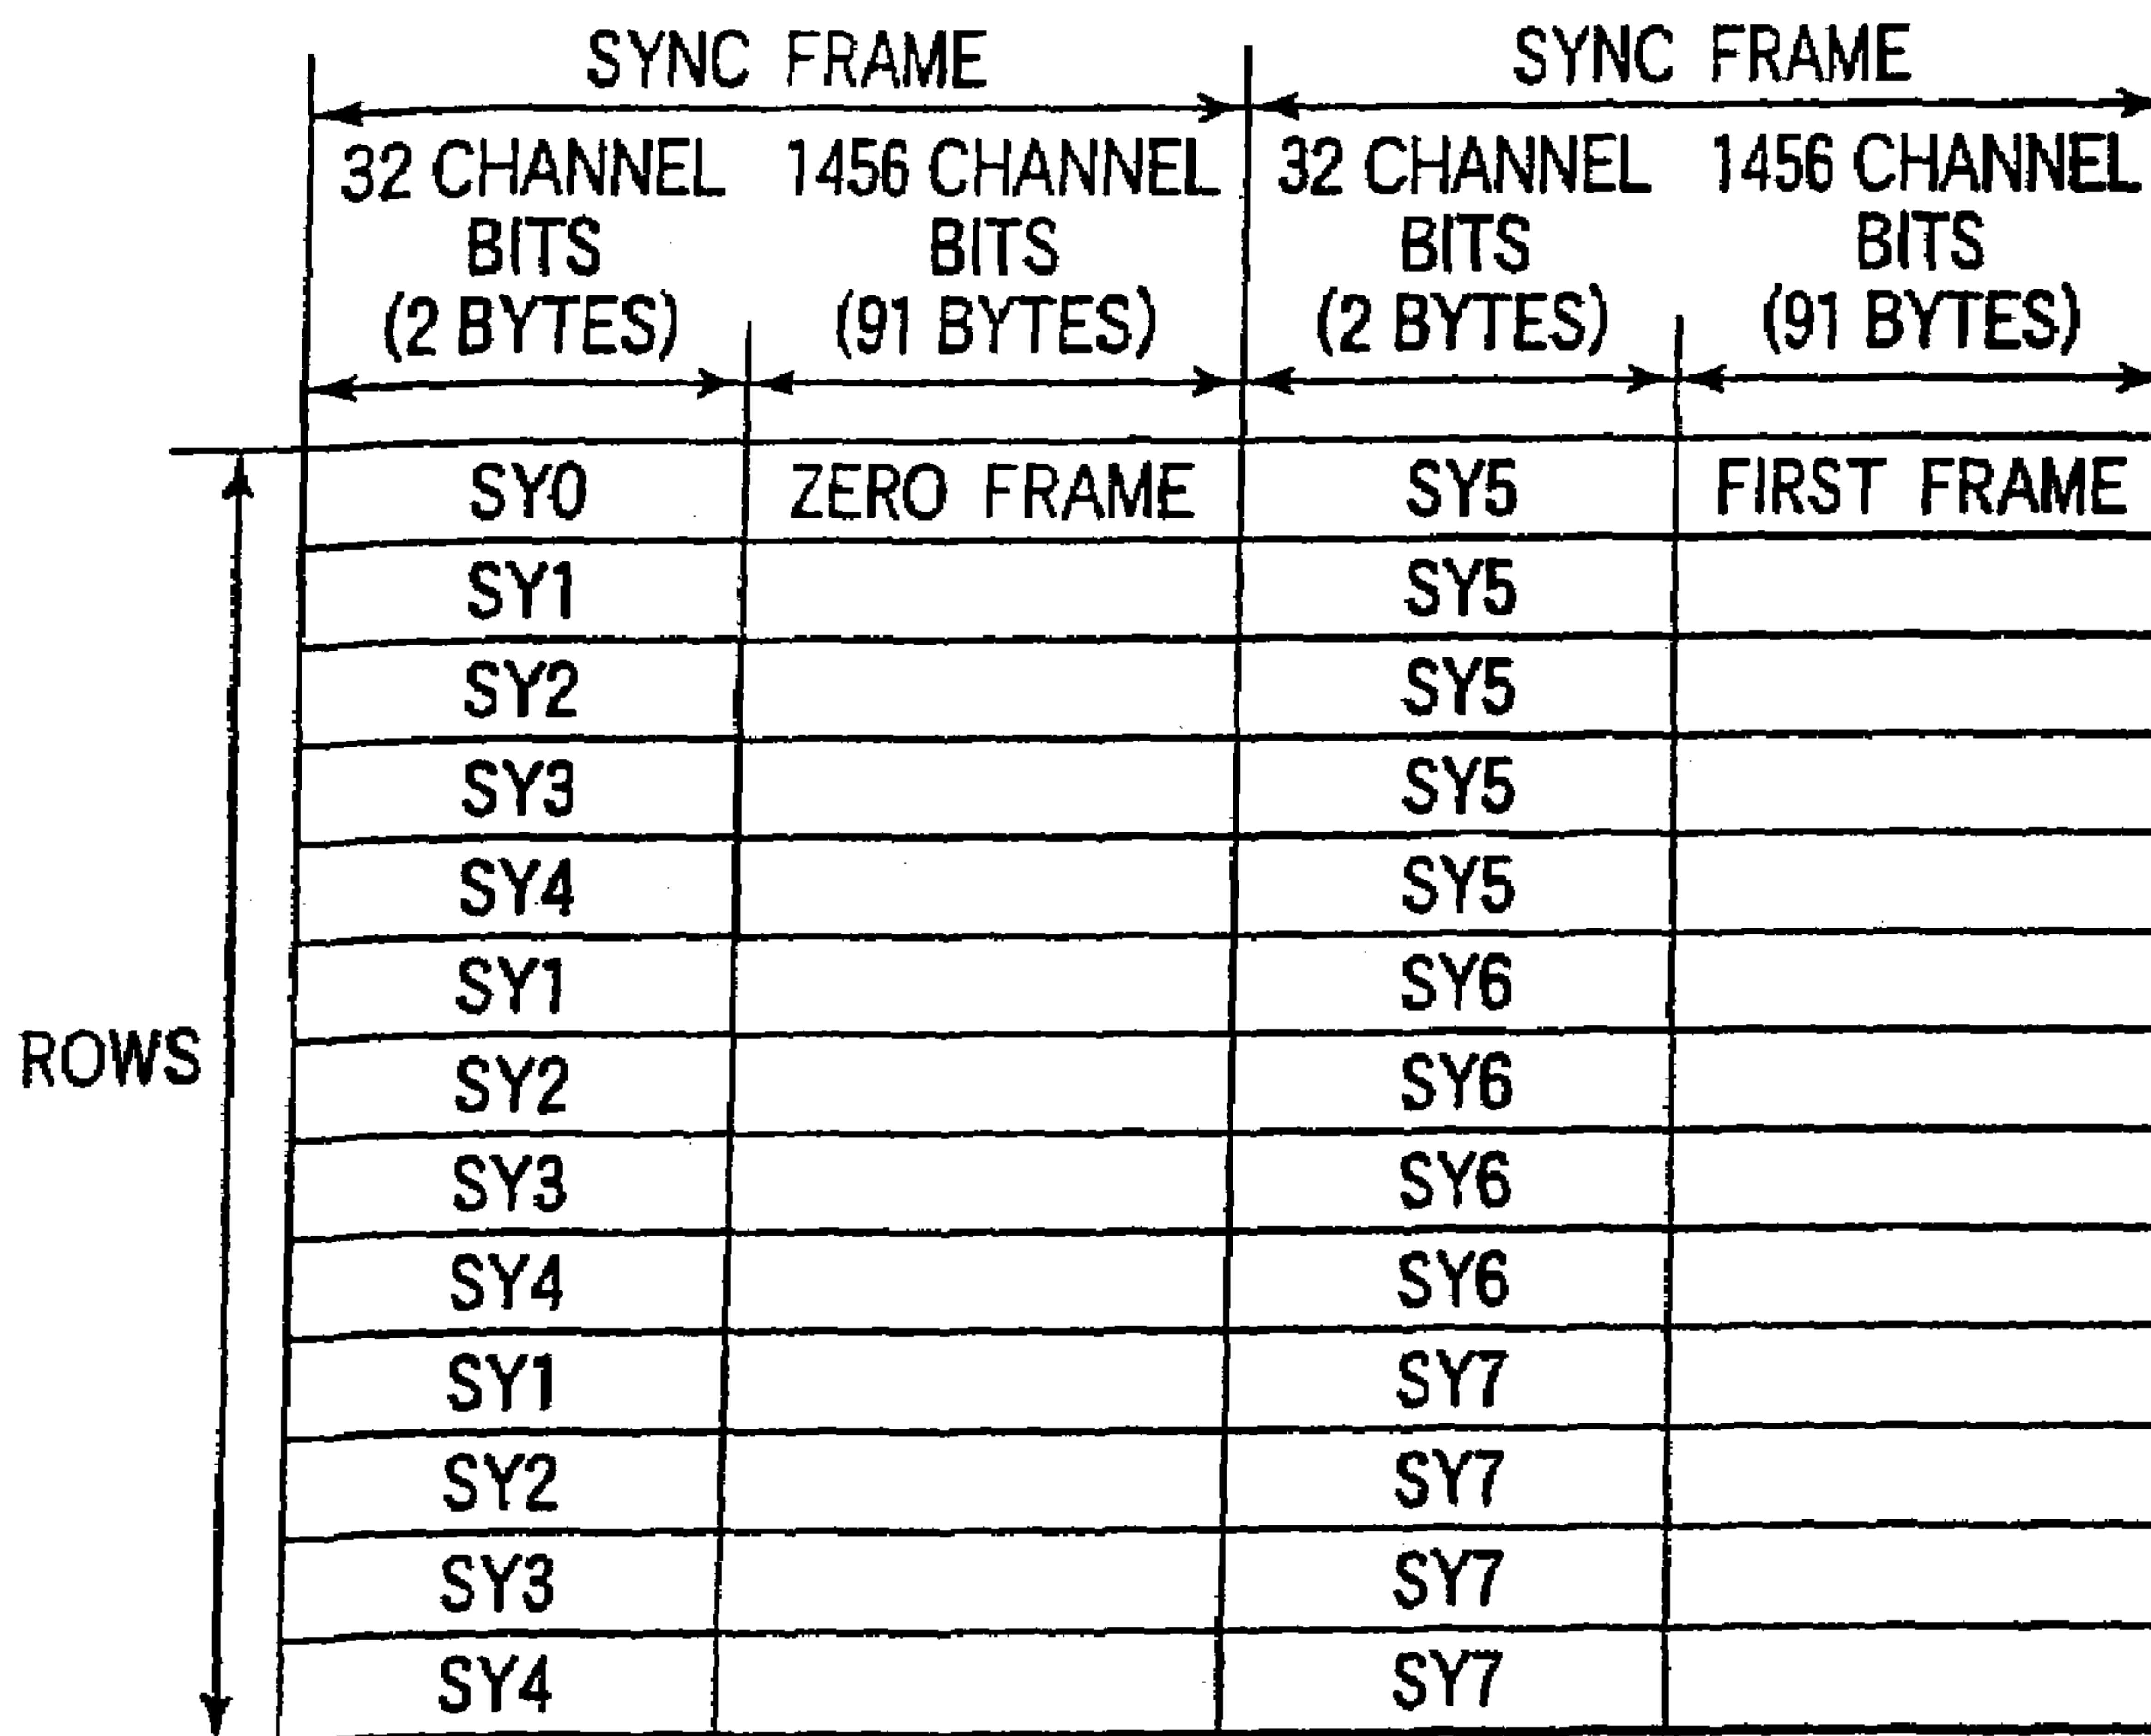 SYNC FRAME SYNC FRAME
32 CHANNEL BITS (2 BYTES) 1456 CHANNEL BITS (91 BYTES) 32 CHANNEL BITS (2 BYTES) 1456 CHANNEL BITS (91 BYTES)
SY0 ZERO FRAME SY5 FIRST FRAME
SY1 SY5
SY2 SY5
SY3 SY5
SY4 SY5
SY1 SY6
ROWS
SY2 SY6
SY3 SY6
SY4 SY6
SY1 SY7
SY2 SY7
SY3 SY7
SY4 SY7